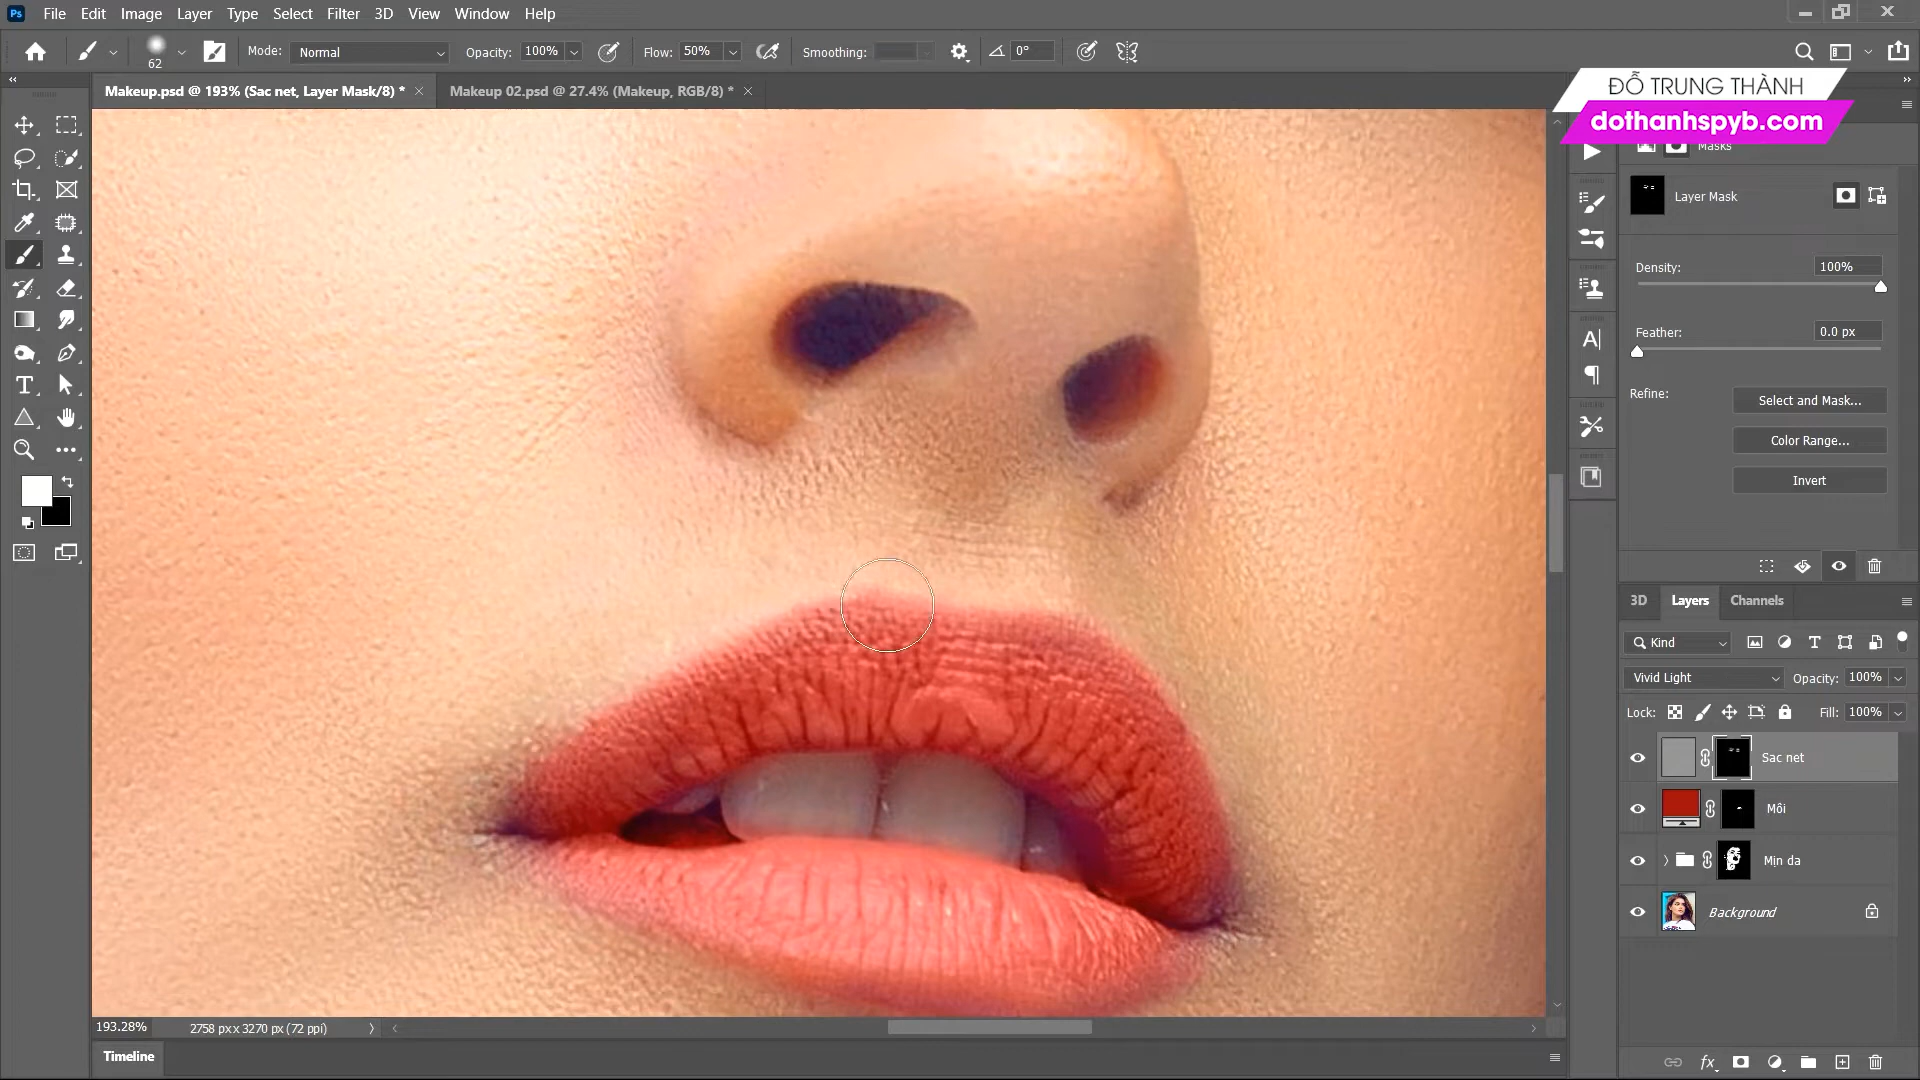 Ps File Edit Image Layer Type Select Filter 3D View Window Help
62 Mode: Normal Opacity: 100% Flow: 50% Smoothing: 0°
Makeup.psd @ 193% (Sac net, Layer Mask/8) * Makeup 02.psd @ 27.4% (Makeup, RGB/8) *
ĐỖ TRUNG THÀNH
dothanhspyb.com
Masks
Layer Mask
Density: 100%
Feather: 0.0 px
Refine: Select and Mask...
Color Range...
Invert
3D Layers Channels
Kind
Vivid Light Opacity: 100%
Lock: Fill: 100%
Sac net
Môi
Mịn da
Background
193.28% 2758 px x 3270 px (72 ppi)
Timeline